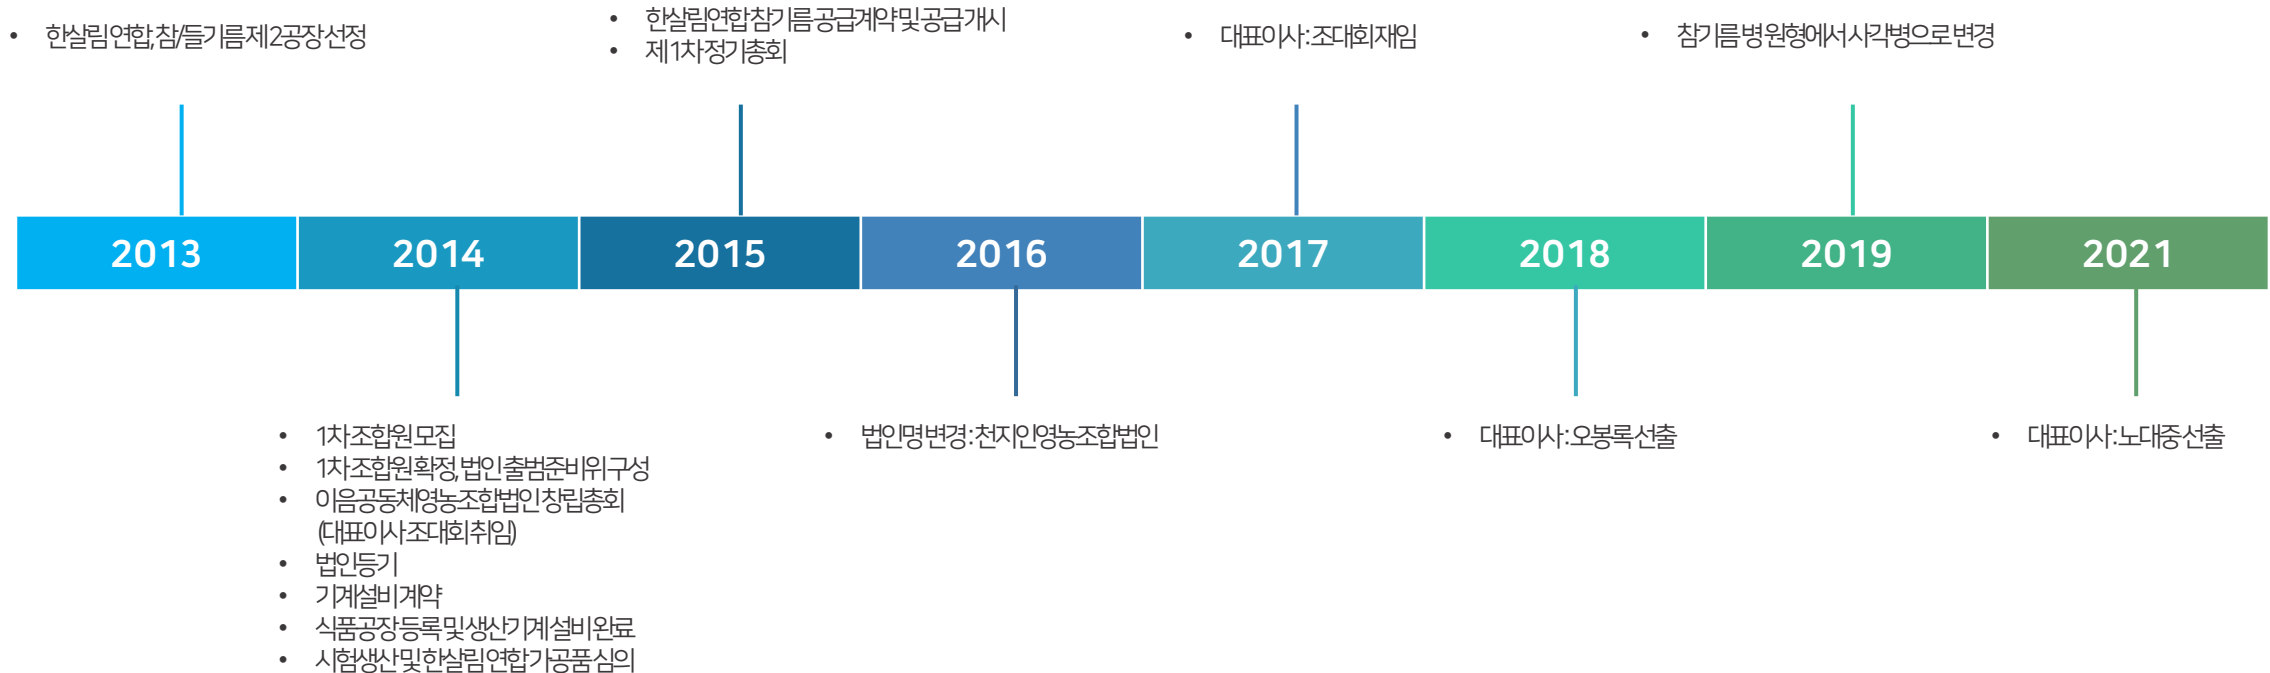 • 한살림연합, 참/들기름 제2공장 선정
• 한살림연합 참기름 공급계약 및 공급 개시
• 제1차 정기총회
• 대표이사 : 조대회 재임
• 참기름병 원형에서 사각병으로 변경
2013 2014 2015 2016 2017 2018 2019 2021
• 1차 조합원 모집
• 1차 조합원 확정, 법인 출범준비위 구성
• 이음공동체영농조합법인 창립총회
(대표이사 조대회 취임)
• 법인등기
• 기계설비 계약
• 식품공장 등록 및 생산기계 설비 완료
• 시험생산 및 한살림연합 가공품 심의
• 법인명 변경 : 천지인영농조합법인
• 대표이사 : 오봉록 선출
• 대표이사 : 노대중 선출